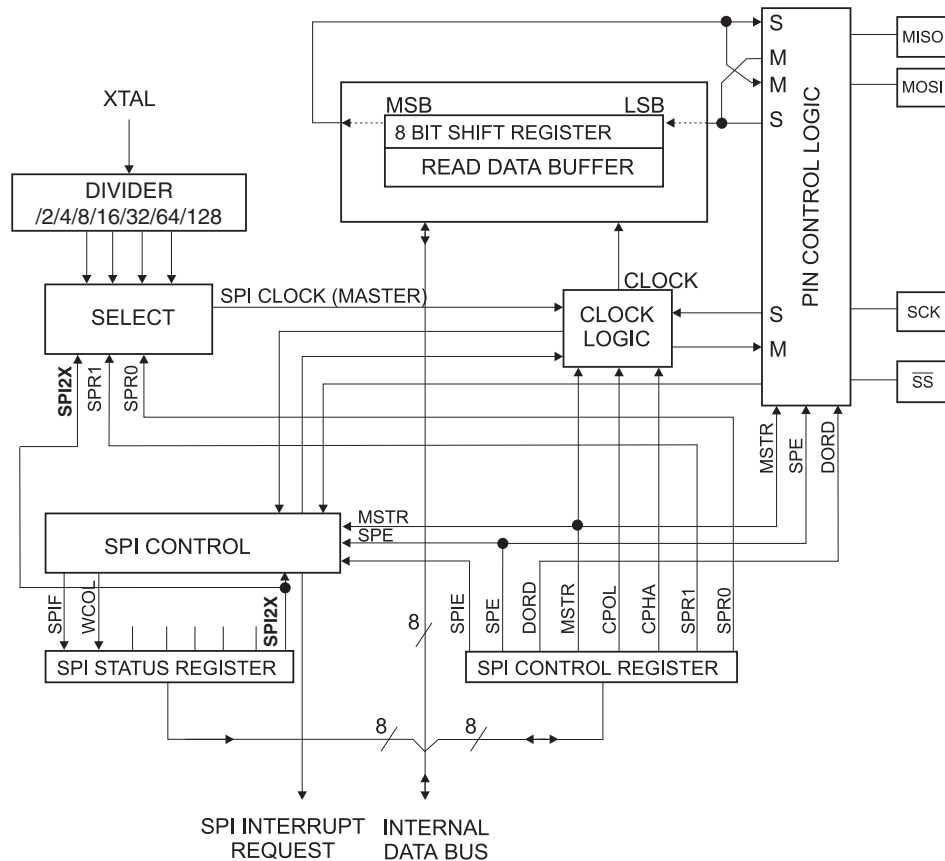 S
MISO
M
M
MOSI
XTAL
MSB
LSB
S
8 BIT SHIFT REGISTER
READ DATA BUFFER
DIVIDER
/2/4/8/16/32/64/128
PIN CONTROL LOGIC
CLOCK
SPI CLOCK (MASTER)
SELECT
CLOCK
LOGIC
S
M
SCK
SS
SPI2X
SPR1
SPR0
MSTR
SPE
DORD
MSTR
SPE
SPI CONTROL
SPIF
WCOL
SPI2X
8
SPIE
SPE
DORD
MSTR
CPOL
CPHA
SPR1
SPR0
SPI STATUS REGISTER
SPI CONTROL REGISTER
8
8
SPI INTERRUPT
REQUEST
INTERNAL
DATA BUS